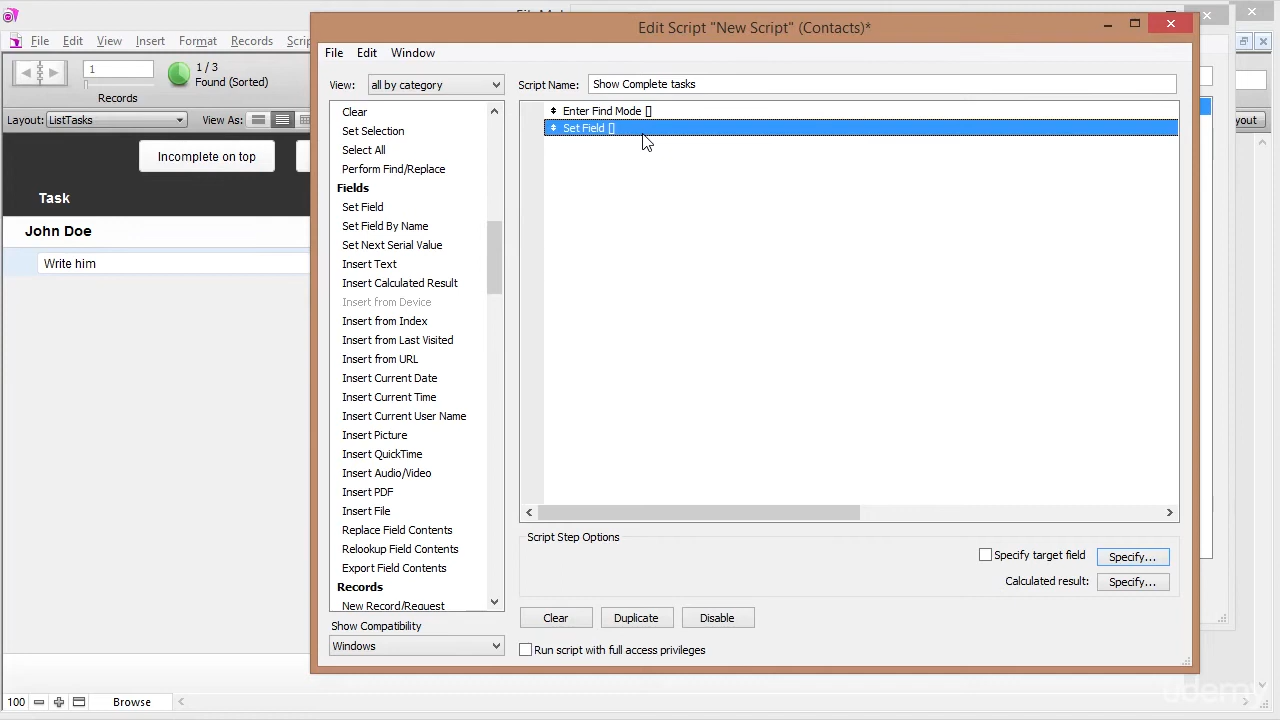 Edit Script "New Script" (Contacts)*
File Edit View Insert Format Records
File Edit Window
1
1 / 3
Found (Sorted)
Records
View: all by category
Script Name: Show Complete tasks
Layout: ListTasks View As:
Incomplete on top
Task
John Doe
Write him
Clear
Set Selection
Select All
Perform Find/Replace
Fields
Set Field
Set Field By Name
Set Next Serial Value
Insert Text
Insert Calculated Result
Insert from Device
Insert from Index
Insert from Last Visited
Insert from URL
Insert Current Date
Insert Current Time
Insert Current User Name
Insert Picture
Insert QuickTime
Insert Audio/Video
Insert PDF
Insert File
Replace Field Contents
Relookup Field Contents
Export Field Contents
Records
New Record/Request
Enter Find Mode []
Set Field []
Script Step Options
Specify target field Specify...
Calculated result: Specify...
Clear Duplicate Disable
Show Compatibility
Windows
Run script with full access privileges
100 Browse
udemy